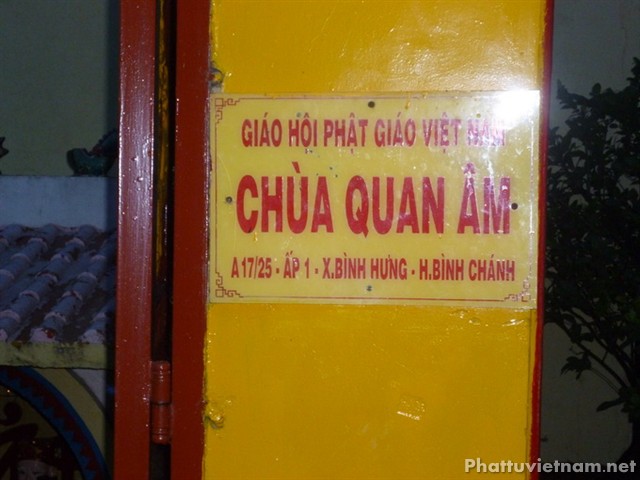 GIÁO HỘI PHẬT GIÁO VIỆT NAM
CHÙA QUAN ÂM
A17/25 - ẤP 1 - X.BÌNH HƯNG - H.BÌNH CHÁNH
Phattuvietnam.net